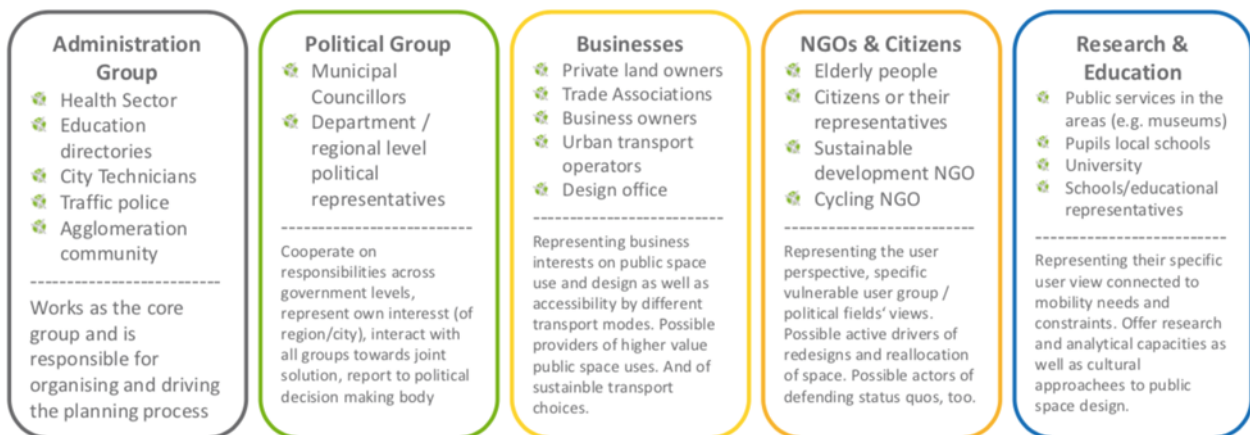 Administration
Group
Health Sector
Education
directories
City Technicians
Traffic police
Agglomeration
community
--------------------------
Works as the core
group and is
responsible for
organising and driving
the planning process
Political Group
Municipal
Councillors
Department /
regional level
political
representatives
--------------------------
Cooperate on
responsibilities across
government levels,
represent own interesst (of
region/city), interact with
all groups towards joint
solution, report to political
decision making body
Businesses
Private land owners
Trade Associations
Business owners
Urban transport
operators
Design office
--------------------------
Representing business
interests on public space
use and design as well as
accessibility by different
transport modes. Possible
providers of higher value
public space uses. And of
sustainble transport
choices.
NGOs & Citizens
Elderly people
Citizens or their
representatives
Sustainable
development NGO
Cycling NGO
--------------------------
Representing the user
perspective, specific
vulnerable user group /
political fields‘ views.
Possible active drivers of
redesigns and reallocation
of space. Possible actors of
defending status quos, too.
Research &
Education
Public services in the
areas (e.g. museums)
Pupils local schools
University
Schools/educational
representatives
--------------------------
Representing their specific
user view connected to
mobility needs and
constraints. Offer research
and analytical capacities as
well as cultural
approachees to public
space design.